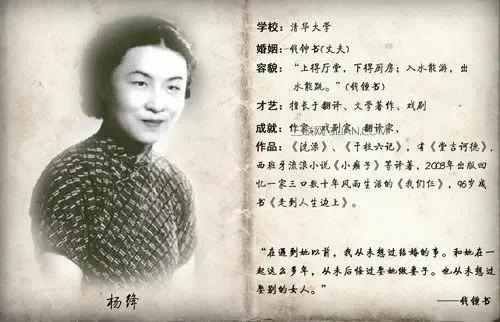 学校：清华大学
婚姻：钱钟书(丈夫)
容貌：“上得厅堂，下得厨房；入水能游，出
水能跳。”(钱锺书)
才艺：擅长于翻译、文学著作、戏剧
成就：作家、戏剧家、翻译家，
作品：《洗澡》、《干校六记》，有《堂吉诃德》，
西班牙流浪小说《小癞子》等译著，2003年出版回
忆一家三口数十年风雨生活的《我们仨》，96岁成
书《走到人生边上》。
“在遇到她以前，我从未想过结婚的事。和她在一
起这么多年，从未后悔过娶她做妻子。也从未想过
娶别的女人。”
——钱锺书
杨绛